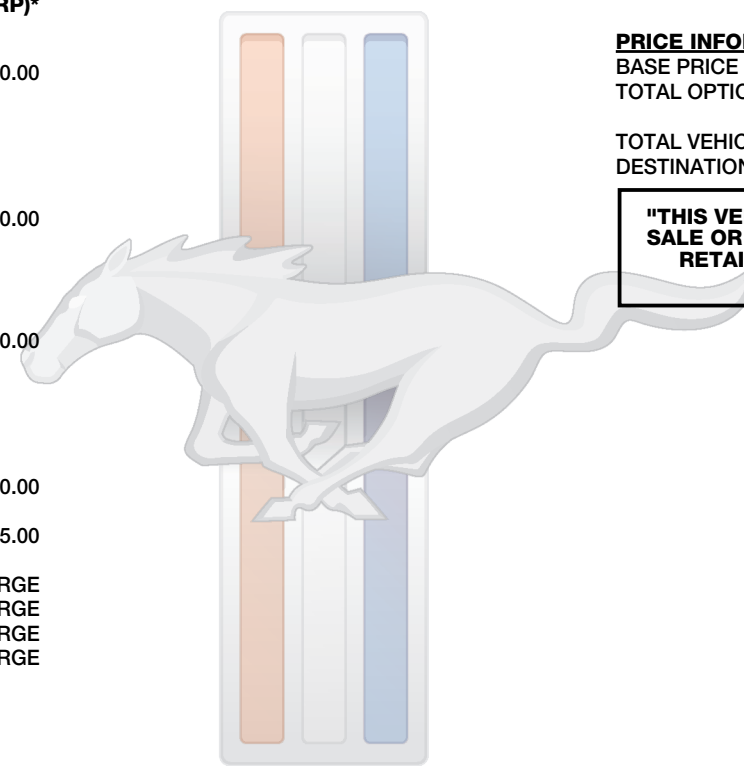 RP)*
0.00
0.00
0.00
0.00
5.00
RGE
RGE
RGE
RGE
PRICE INFO
BASE PRICE
TOTAL OPTIO
TOTAL VEHIC
DESTINATION
"THIS VE
SALE OR
RETAI